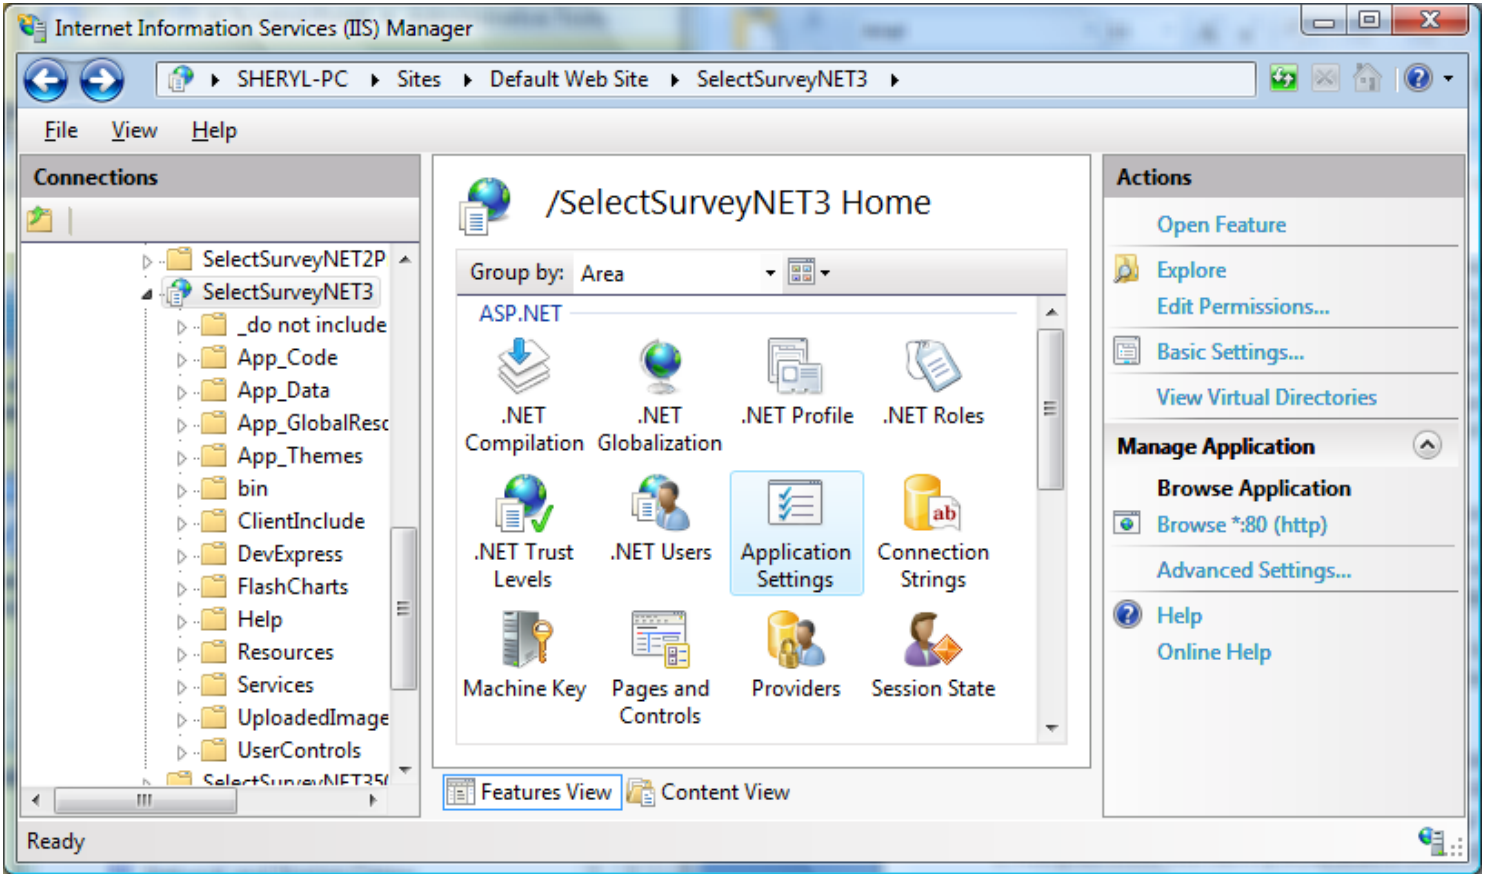 Internet Information Services (IIS) Manager
SHERYL-PC Sites Default Web Site SelectSurveyNET3
File View Help
Connections
SelectSurveyNET2P
SelectSurveyNET3
_do not include
App_Code
App_Data
App_GlobalResc
App_Themes
bin
ClientInclude
DevExpress
FlashCharts
Help
Resources
Services
UploadedImage
UserControls
SelectSurveyNET35(
/SelectSurveyNET3 Home
Group by: Area
ASP.NET
.NET Compilation
.NET Globalization
.NET Profile
.NET Roles
.NET Trust Levels
.NET Users
Application Settings
Connection Strings
Machine Key
Pages and Controls
Providers
Session State
Features View
Content View
Actions
Open Feature
Explore
Edit Permissions...
Basic Settings...
View Virtual Directories
Manage Application
Browse Application
Browse *:80 (http)
Advanced Settings...
Help
Online Help
Ready